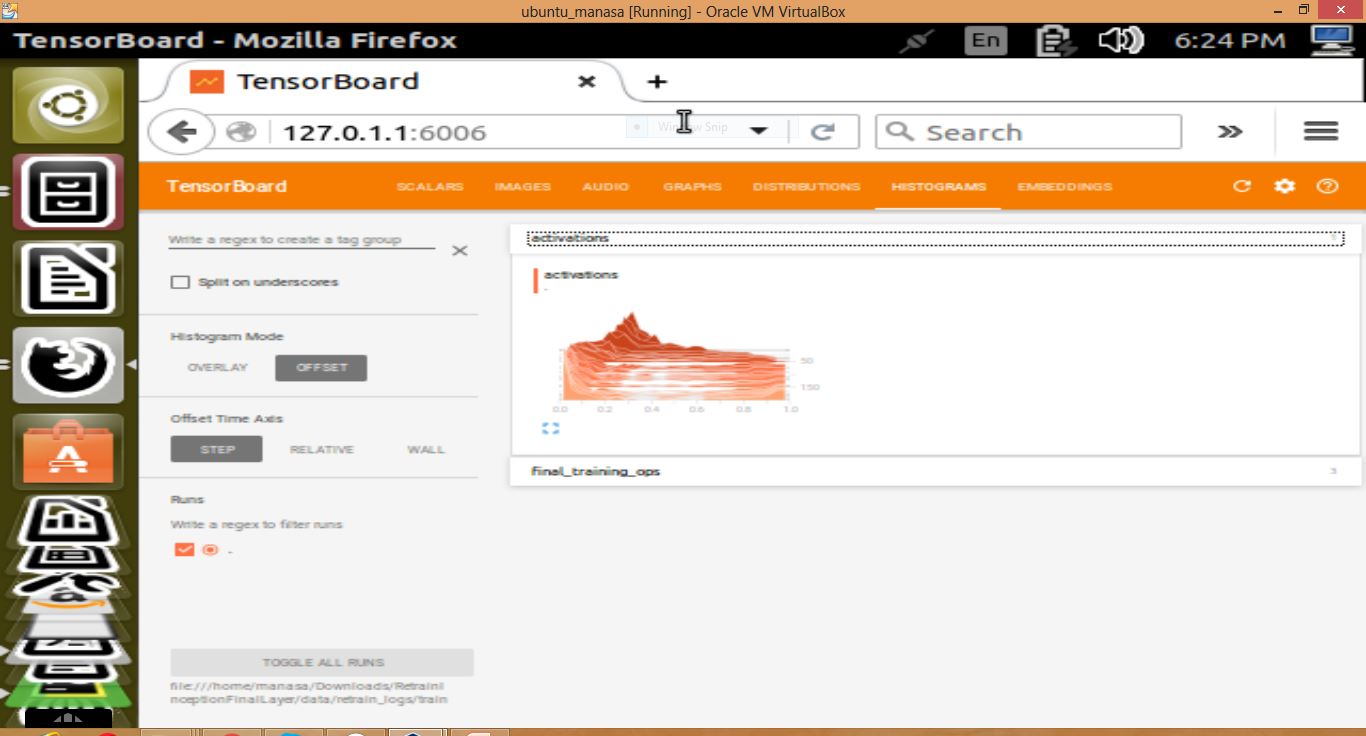 ubuntu_manasa [Running] - Oracle VM VirtualBox
TensorBoard - Mozilla Firefox
En
6:24 PM
TensorBoard
127.0.1.1:6006
Window Snip
Search
TensorBoard
SCALARS
IMAGES
AUDIO
GRAPHS
DISTRIBUTIONS
HISTOGRAMS
EMBEDDINGS
Write a regex to create a tag group
Split on underscores
Histogram Mode
OVERLAY
OFFSET
Offset Time Axis
STEP
RELATIVE
WALL
Runs
Write a regex to filter runs
-
TOGGLE ALL RUNS
file:///home/manasa/Downloads/RetrainI
nceptionFinalLayer/data/retrain_logs/train
activations
1
activations
-
50
150
0.0 0.2 0.4 0.6 0.8 1.0
final_training_ops
3